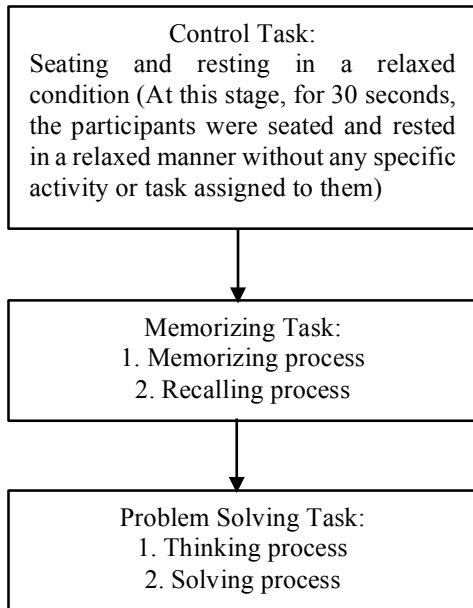 Control Task:
Seating and resting in a relaxed
condition (At this stage, for 30 seconds,
the participants were seated and rested
in a relaxed manner without any specific
activity or task assigned to them)
Memorizing Task:
1. Memorizing process
2. Recalling process
Problem Solving Task:
1. Thinking process
2. Solving process